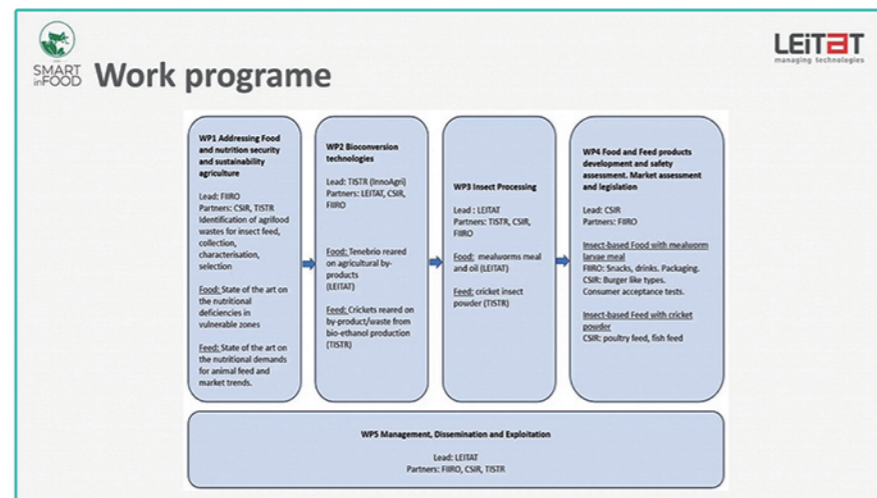 SMART
inFOOD
Work programe
LEiTAT
managing technologies
WP1 Addressing Food
and nutrition security
and sustainability
agriculture
Lead: FIIRO
Partners: CSIR, TISTR
Identification of agrifood
wastes for insect feed,
collection,
characterisation,
selection
Food: State of the art on
the nutritional
deficiencies in
vulnerable zones
Feed: State of the art on
the nutritional demands
for animal feed and
market trends.
WP2 Bioconversion
technologies
Lead: TISTR (InnoAgri)
Partners: LEITAT, CSIR,
FIIRO
Food: Tenebrio reared
on agricultural by-
products
(LEITAT)
Feed: Crickets reared on
by-product/waste from
bio-ethanol production
(TISTR)
WP3 Insect Processing
Lead : LEITAT
Partners: TISTR, CSIR,
FIIRO
Food: mealworms meal
and oil (LEITAT)
Feed: cricket insect
powder (TISTR)
WP4 Food and Feed products
development and safety
assessment. Market assessment
and legislation
Lead: CSIR
Partners: FIIRO
Insect-based Food with mealworm
larvae meal
FIIRO: Snacks, drinks. Packaging.
CSIR: Burger like types.
Consumer acceptance tests.
Insect-based Feed with cricket
powder
CSIR: poultry feed, fish feed
WP5 Management, Dissemination and Exploitation
Lead: LEITAT
Partners: FIIRO, CSIR, TISTR